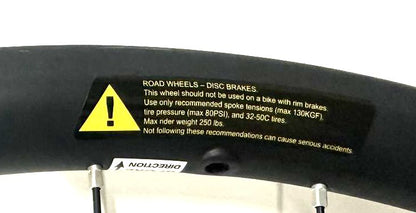 ROAD WHEELS – DISC BRAKES.
This wheel should not be used on a bike with rim brakes.
Use only recommended spoke tensions (max 130KGF),
tire pressure (max 80PSI), and 32-50C tires.
Max rider weight 250 lbs.
Not following these recommendations can cause serious accidents.
DIRECTION